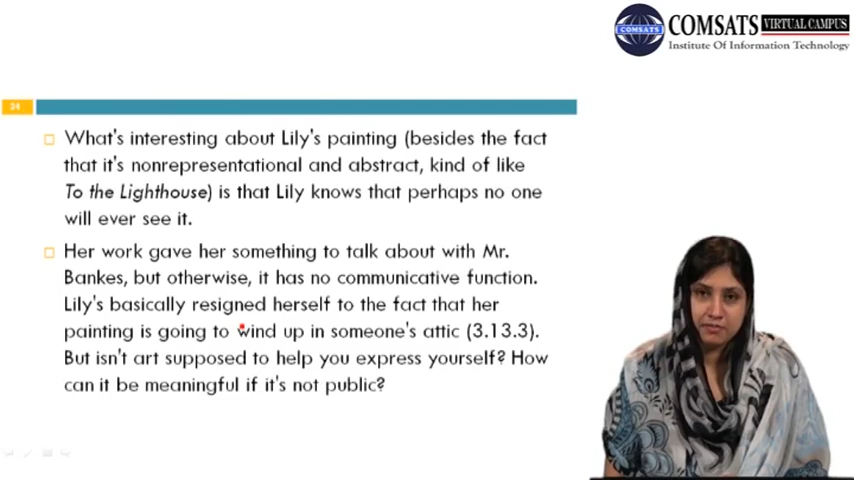 COMSATS
COMSATS VIRTUAL CAMPUS
Institute Of Information Technology
24
What's interesting about Lily's painting (besides the fact
that it's nonrepresentational and abstract, kind of like
To the Lighthouse) is that Lily knows that perhaps no one
will ever see it.
Her work gave her something to talk about with Mr.
Bankes, but otherwise, it has no communicative function.
Lily's basically resigned herself to the fact that her
painting is going to wind up in someone's attic (3.13.3).
But isn't art supposed to help you express yourself? How
can it be meaningful if it's not public?